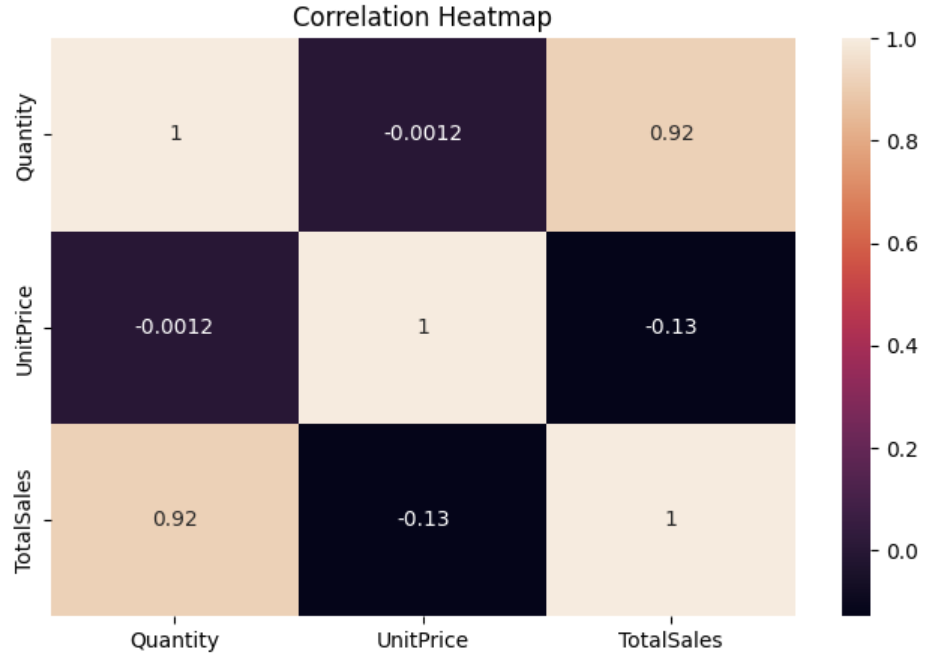 Correlation Heatmap
Quantity
1
-0.0012
0.92
UnitPrice
-0.0012
1
-0.13
TotalSales
0.92
-0.13
1
Quantity
UnitPrice
TotalSales
1.0
0.8
0.6
0.4
0.2
0.0